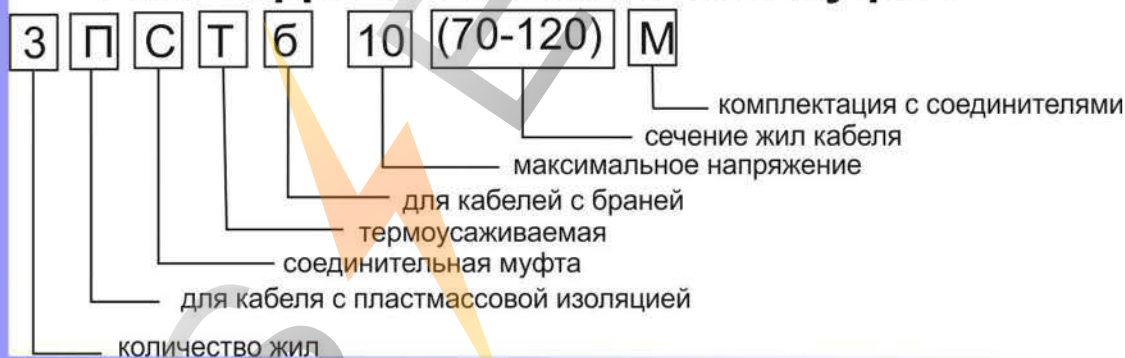 3 П С Т б 10 (70-120) М
комплектация с соединителями
сечение жил кабеля
максимальное напряжение
для кабелей с браней
термоусаживаемая
соединительная муфта
для кабеля с пластмассовой изоляцией
количество жил